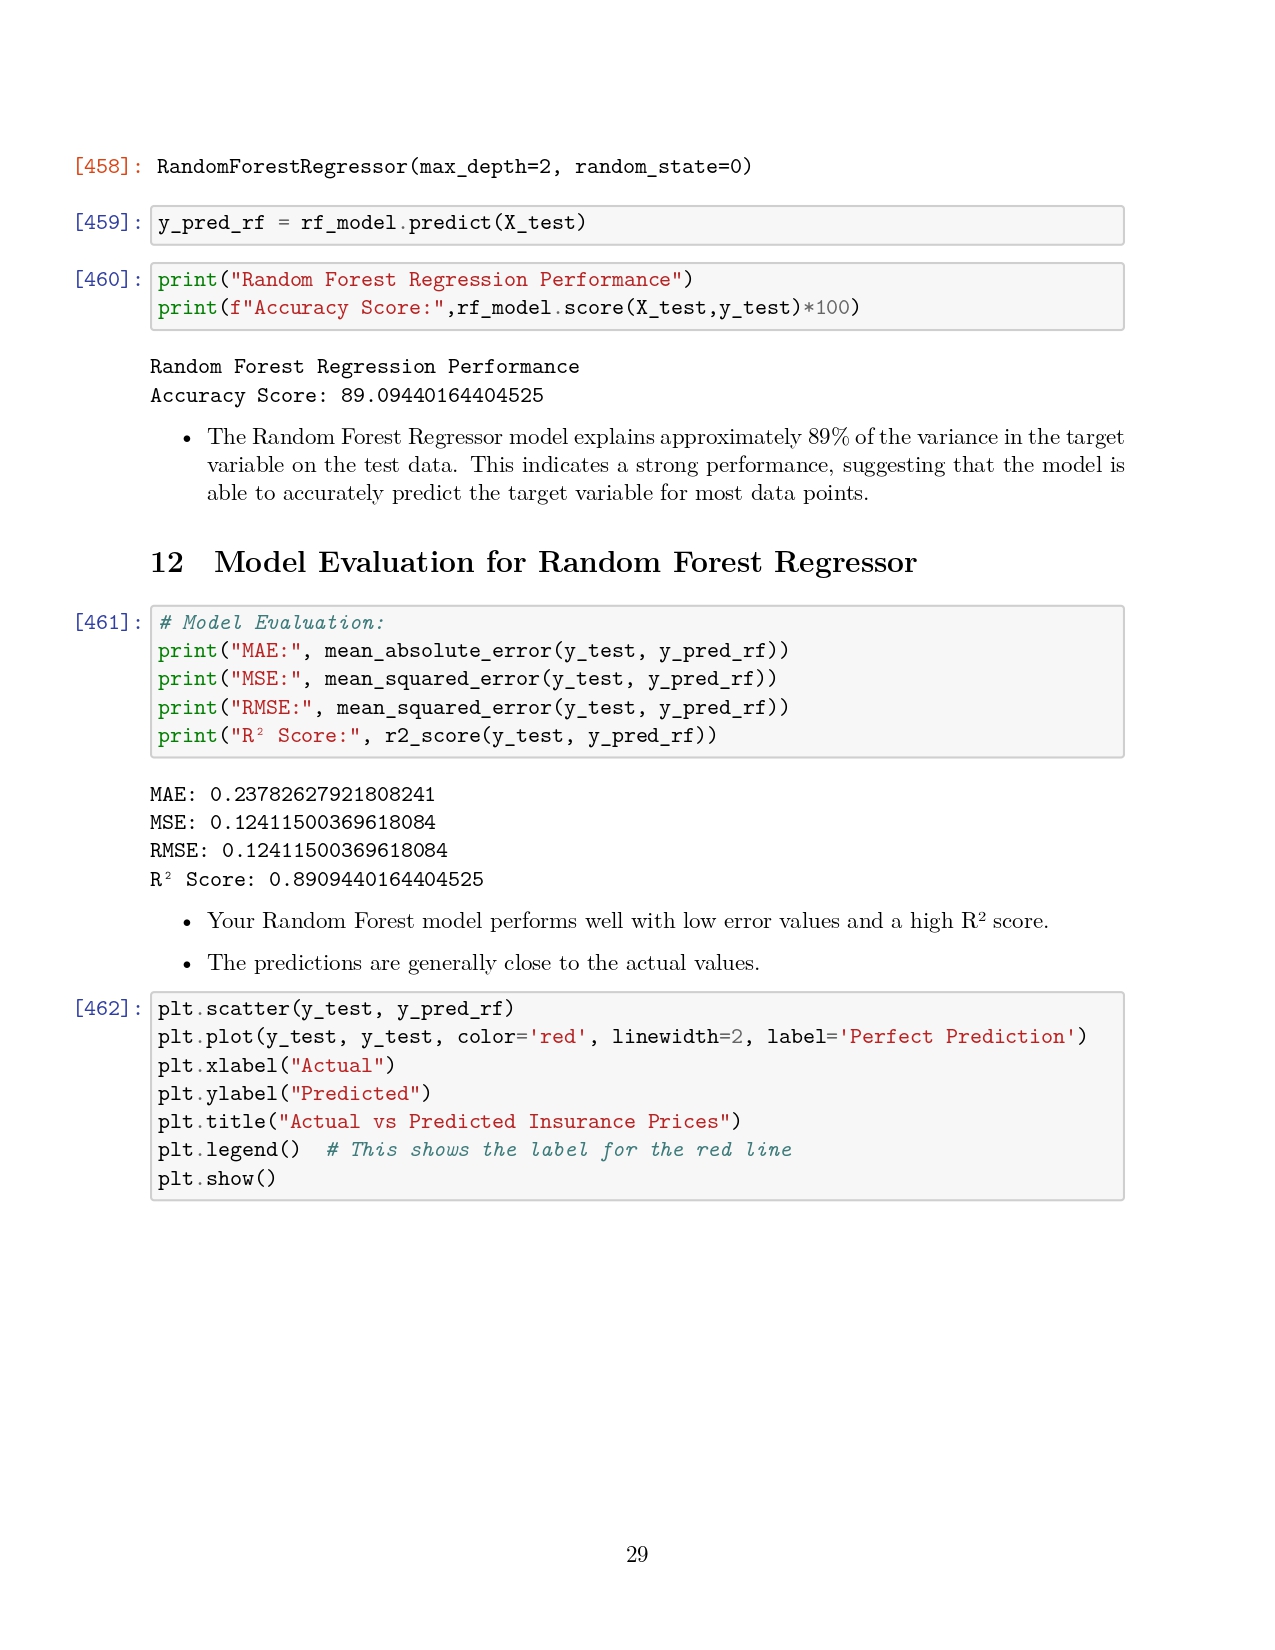 [458]: RandomForestRegressor(max_depth=2, random_state=0)
[459]: y_pred_rf = rf_model.predict(X_test)
[460]: print("Random Forest Regression Performance")
print(f"Accuracy Score:",rf_model.score(X_test,y_test)*100)
Random Forest Regression Performance
Accuracy Score: 89.09440164404525
• The Random Forest Regressor model explains approximately 89% of the variance in the target
variable on the test data. This indicates a strong performance, suggesting that the model is
able to accurately predict the target variable for most data points.
12 Model Evaluation for Random Forest Regressor
[461]: # Model Evaluation:
print("MAE:", mean_absolute_error(y_test, y_pred_rf))
print("MSE:", mean_squared_error(y_test, y_pred_rf))
print("RMSE:", mean_squared_error(y_test, y_pred_rf))
print("R² Score:", r2_score(y_test, y_pred_rf))
MAE: 0.23782627921808241
MSE: 0.12411500369618084
RMSE: 0.12411500369618084
R² Score: 0.8909440164404525
• Your Random Forest model performs well with low error values and a high R² score.
• The predictions are generally close to the actual values.
[462]: plt.scatter(y_test, y_pred_rf)
plt.plot(y_test, y_test, color='red', linewidth=2, label='Perfect Prediction')
plt.xlabel("Actual")
plt.ylabel("Predicted")
plt.title("Actual vs Predicted Insurance Prices")
plt.legend() # This shows the label for the red line
plt.show()
29